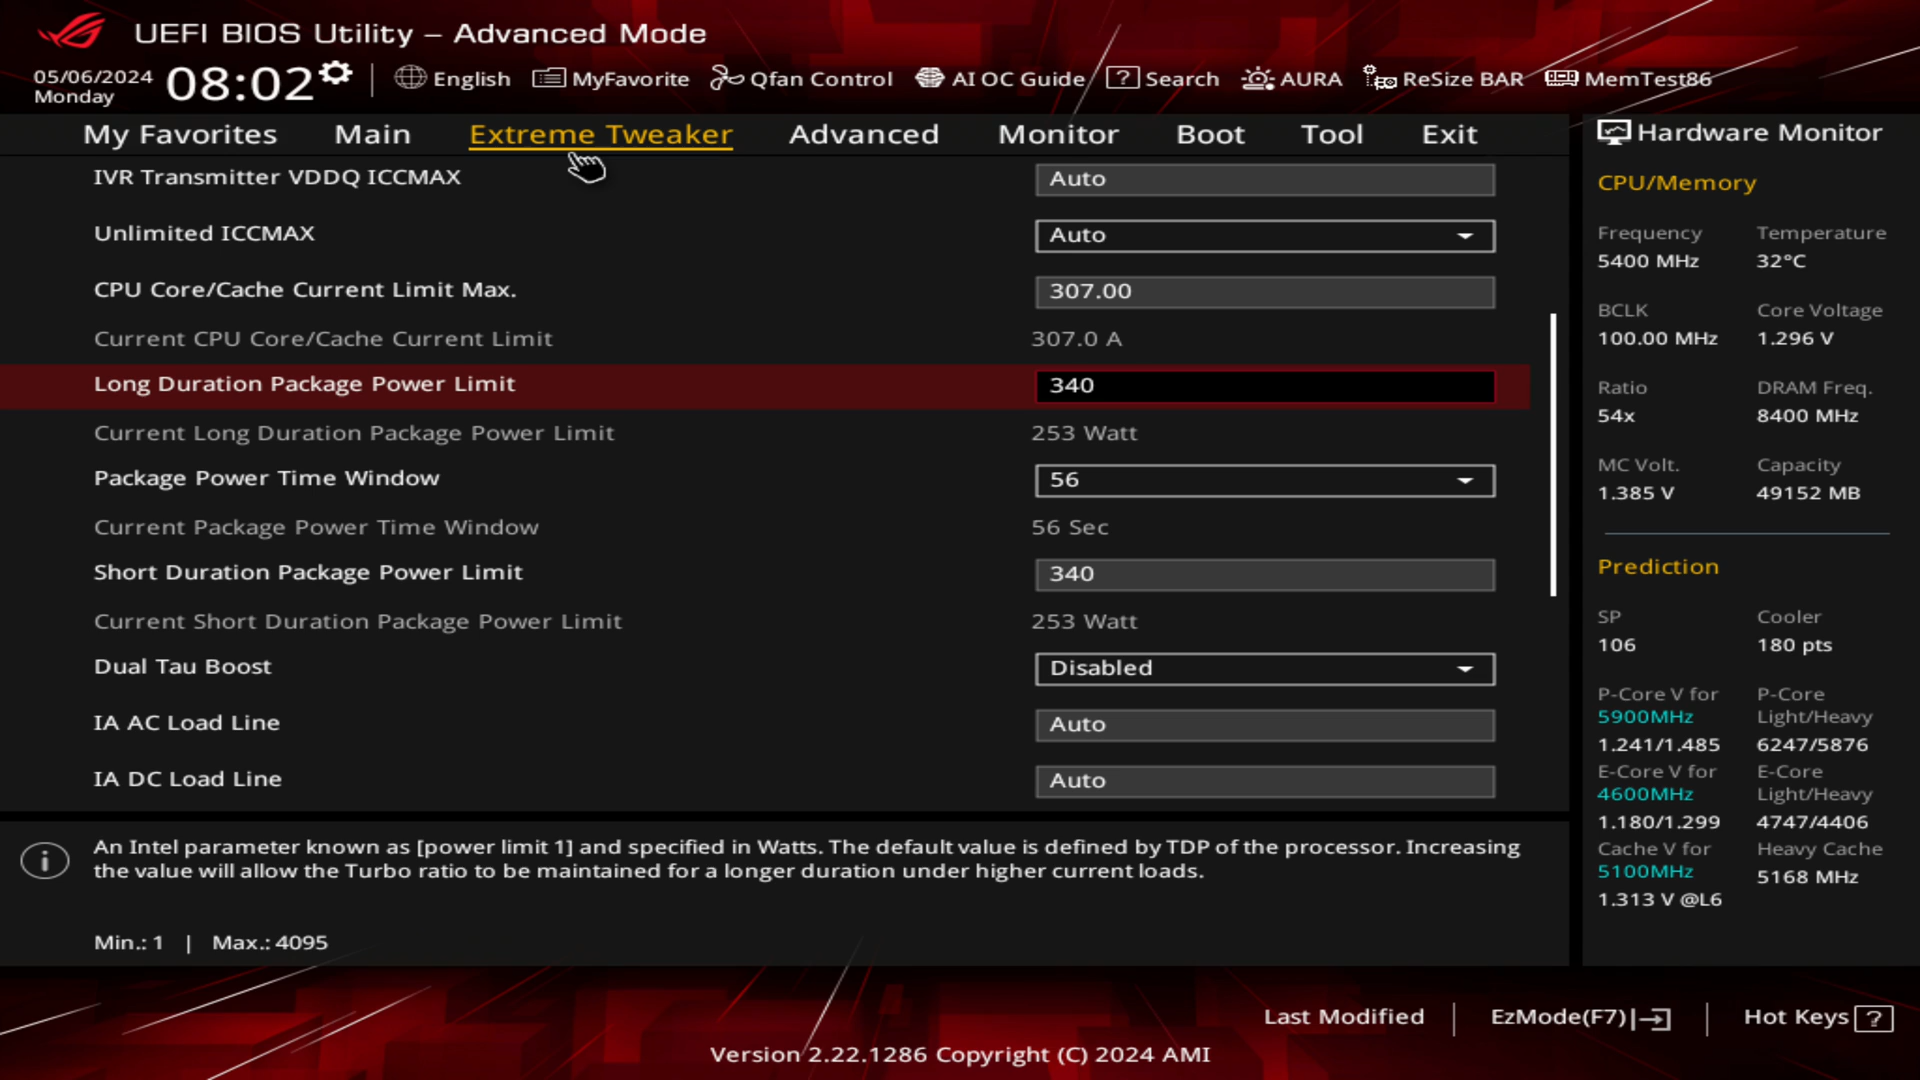 UEFI BIOS Utility – Advanced Mode
05/06/2024
Monday
08:02
English
MyFavorite
Qfan Control
AI OC Guide
? Search
AURA
ReSize BAR
MemTest86
My Favorites
Main
Extreme Tweaker
Advanced
Monitor
Boot
Tool
Exit
IVR Transmitter VDDQ ICCMAX Auto
Unlimited ICCMAX Auto
CPU Core/Cache Current Limit Max. 307.00
Current CPU Core/Cache Current Limit 307.0 A
Long Duration Package Power Limit 340
Current Long Duration Package Power Limit 253 Watt
Package Power Time Window 56
Current Package Power Time Window 56 Sec
Short Duration Package Power Limit 340
Current Short Duration Package Power Limit 253 Watt
Dual Tau Boost Disabled
IA AC Load Line Auto
IA DC Load Line Auto
An Intel parameter known as [power limit 1] and specified in Watts. The default value is defined by TDP of the processor. Increasing
the value will allow the Turbo ratio to be maintained for a longer duration under higher current loads.
Min.: 1 | Max.: 4095
Hardware Monitor
CPU/Memory
Frequency Temperature
5400 MHz 32°C
BCLK Core Voltage
100.00 MHz 1.296 V
Ratio DRAM Freq.
54x 8400 MHz
MC Volt. Capacity
1.385 V 49152 MB
Prediction
SP Cooler
106 180 pts
P-Core V for P-Core
5900MHz Light/Heavy
1.241/1.485 6247/5876
E-Core V for E-Core
4600MHz Light/Heavy
1.180/1.299 4747/4406
Cache V for Heavy Cache
5100MHz 5168 MHz
1.313 V @L6
Last Modified
EzMode(F7)
Hot Keys ?
Version 2.22.1286 Copyright (C) 2024 AMI